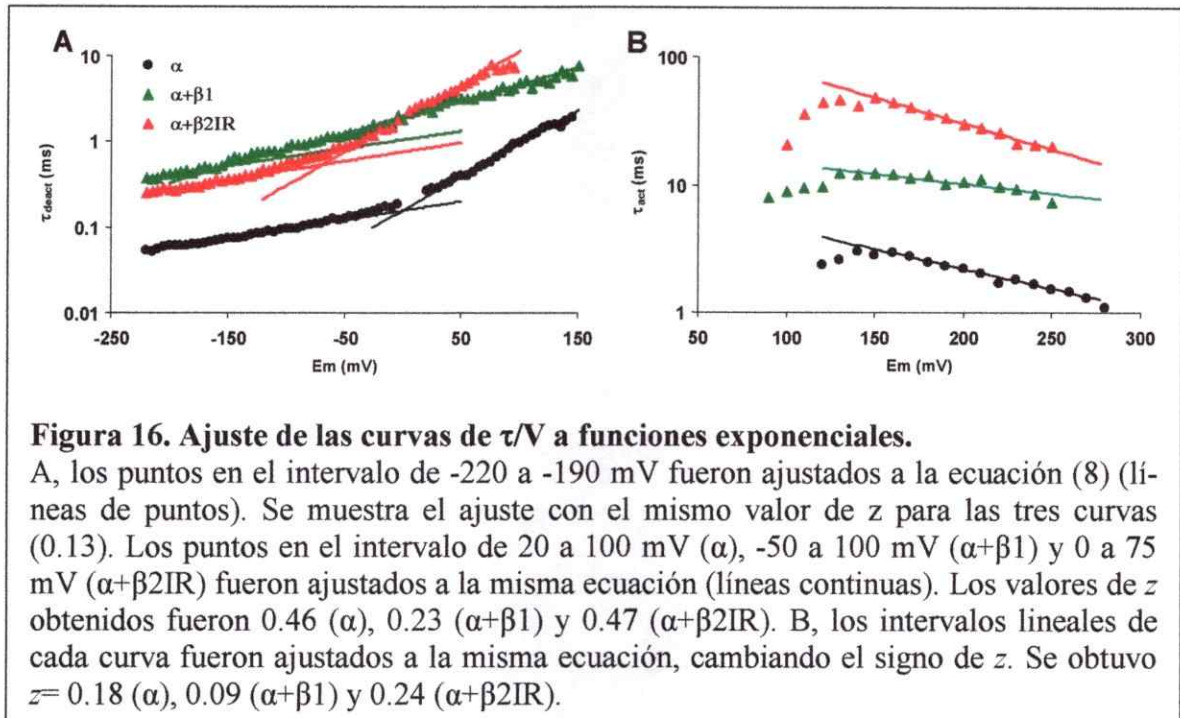 A
B
α
α+β1
α+β2IR
10
1
0.1
0.01
τdeact (ms)
-250
-150
-50
50
150
Em (mV)
100
10
1
τact (ms)
50
100
150
200
250
300
Em (mV)
Figura 16. Ajuste de las curvas de τ/V a funciones exponenciales.
A, los puntos en el intervalo de -220 a -190 mV fueron ajustados a la ecuación (8) (lí-
neas de puntos). Se muestra el ajuste con el mismo valor de z para las tres curvas
(0.13). Los puntos en el intervalo de 20 a 100 mV (α), -50 a 100 mV (α+β1) y 0 a 75
mV (α+β2IR) fueron ajustados a la misma ecuación (líneas continuas). Los valores de z
obtenidos fueron 0.46 (α), 0.23 (α+β1) y 0.47 (α+β2IR). B, los intervalos lineales de
cada curva fueron ajustados a la misma ecuación, cambiando el signo de z. Se obtuvo
z= 0.18 (α), 0.09 (α+β1) y 0.24 (α+β2IR).